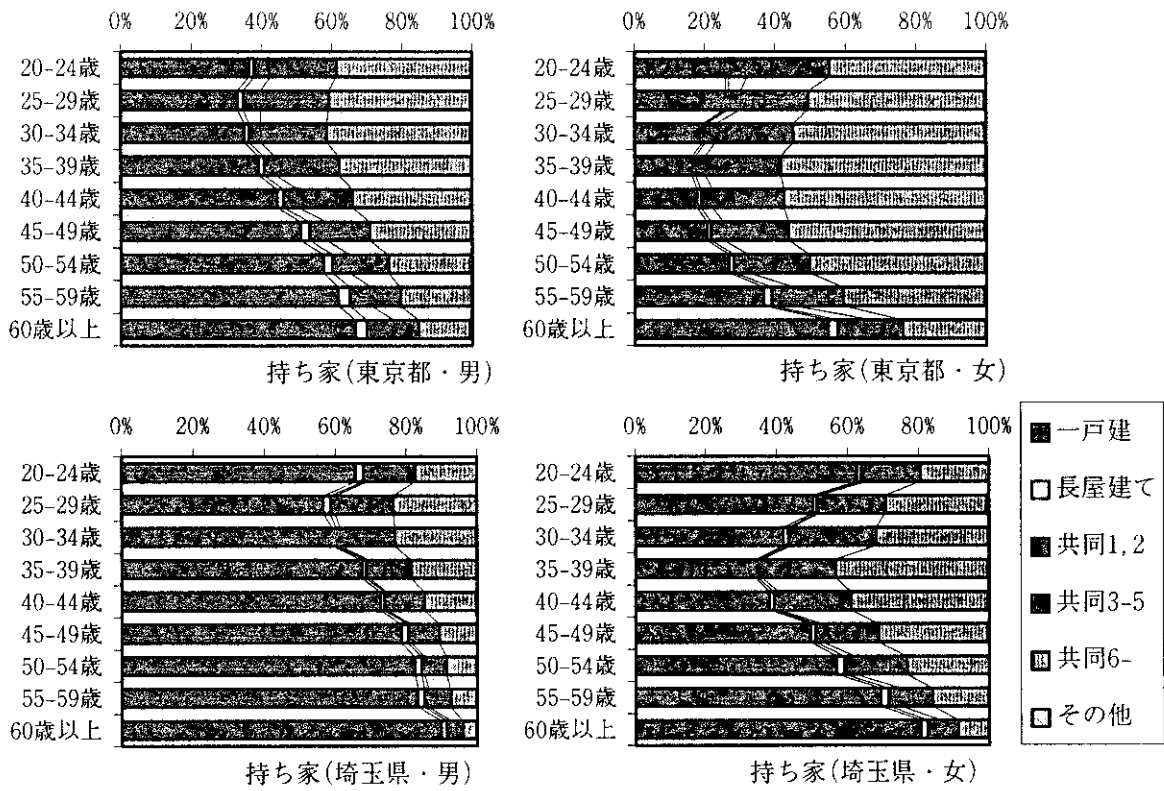 0% 20% 40% 60% 80% 100%
20-24歳
25-29歳
30-34歳
35-39歳
40-44歳
45-49歳
50-54歳
55-59歳
60歳以上
持ち家(東京都・男)
0% 20% 40% 60% 80% 100%
20-24歳
25-29歳
30-34歳
35-39歳
40-44歳
45-49歳
50-54歳
55-59歳
60歳以上
持ち家(東京都・女)
0% 20% 40% 60% 80% 100%
20-24歳
25-29歳
30-34歳
35-39歳
40-44歳
45-49歳
50-54歳
55-59歳
60歳以上
持ち家(埼玉県・男)
0% 20% 40% 60% 80% 100%
20-24歳
25-29歳
30-34歳
35-39歳
40-44歳
45-49歳
50-54歳
55-59歳
60歳以上
持ち家(埼玉県・女)
一戸建
長屋建て
共同1,2
共同3-5
共同6-
その他